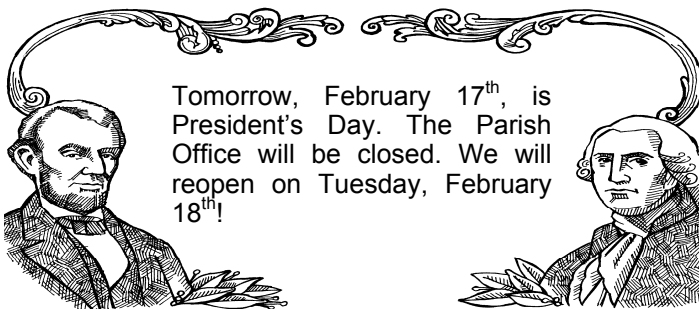 Tomorrow, February 17th, is
President's Day. The Parish
Office will be closed. We will
reopen on Tuesday, February
18th!